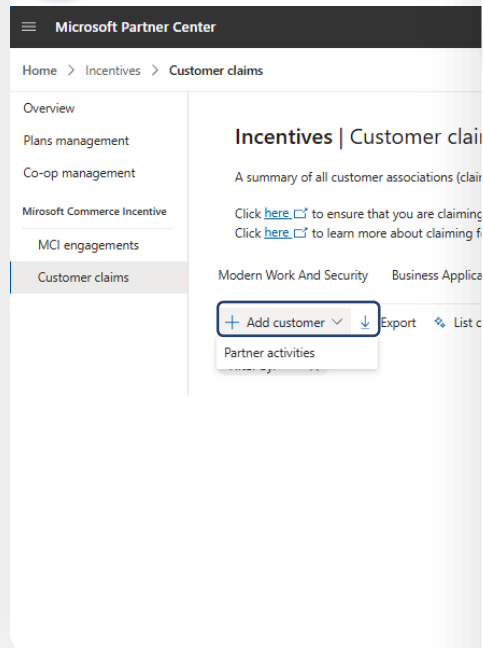 Microsoft Partner Center
Home > Incentives > Customer claims
Overview
Plans management
Co-op management
Mirosoft Commerce Incentive
MCI engagements
Customer claims
Incentives | Customer clai
A summary of all customer associations (clai
Click here to ensure that you are claiming
Click here to learn more about claiming f
Modern Work And Security Business Applica
+ Add customer Export List c
Partner activities